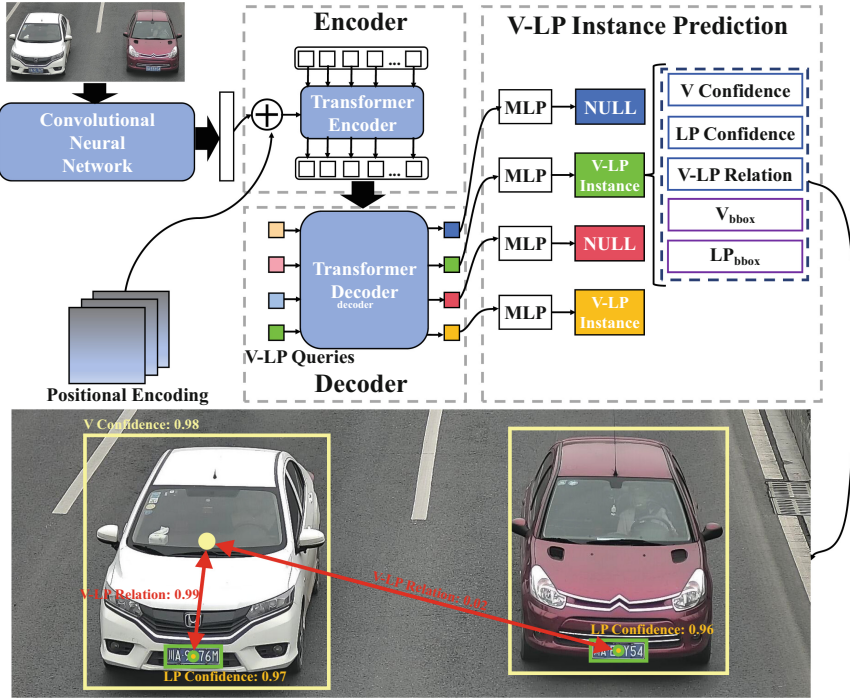 Encoder
V-LP Instance Prediction
Convolutional
Neural
Network
Transformer
Encoder
...
...
MLP
NULL
MLP
V-LP
Instance
MLP
NULL
MLP
V-LP
Instance
V Confidence
LP Confidence
V-LP Relation
Vbbox
LPbbox
Transformer
Decoder
decoder
V-LP Queries
Decoder
Positional Encoding
V Confidence: 0.98
V-LP Relation: 0.99
V-LP Relation:
LP Confidence: 0.96
LP Confidence: 0.97